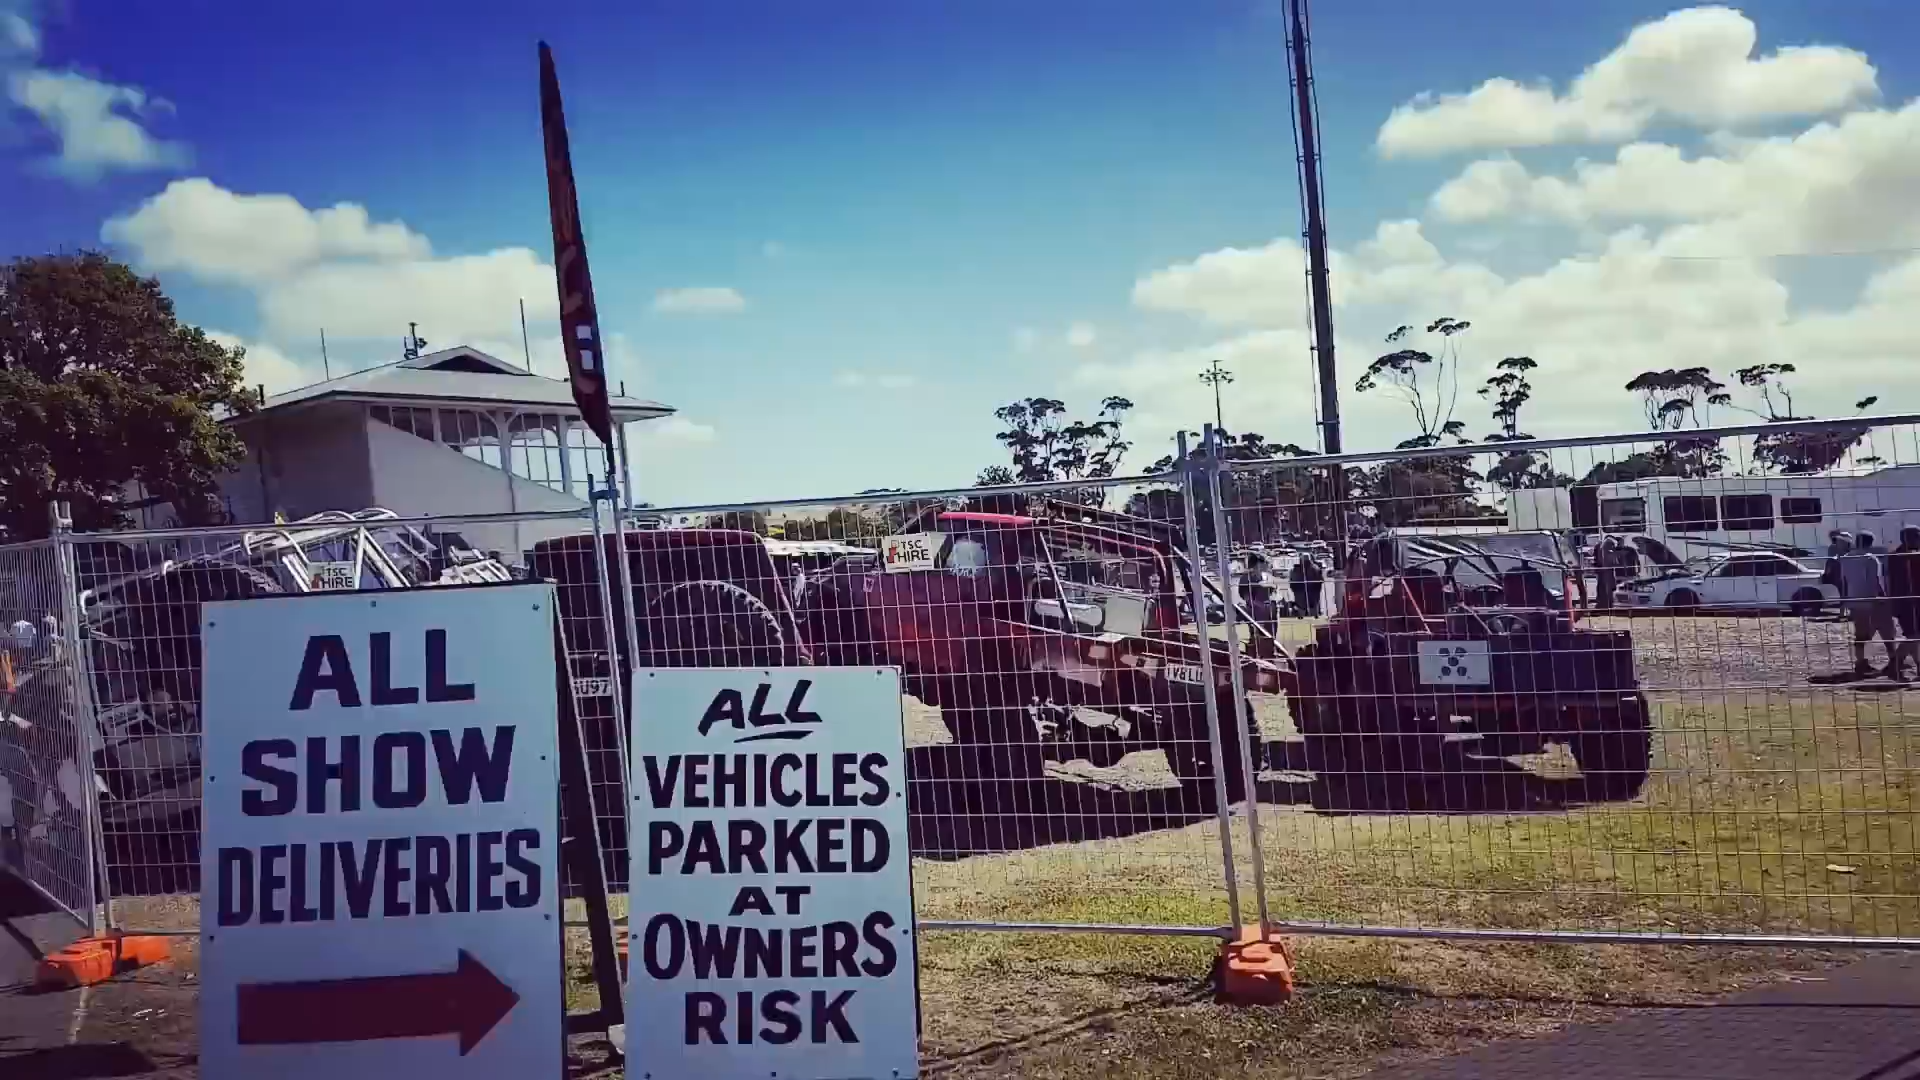 TSC
HIRE
TSC
HIRE
ALL
SHOW
DELIVERIES
ALL
VEHICLES
PARKED
AT
OWNERS
RISK